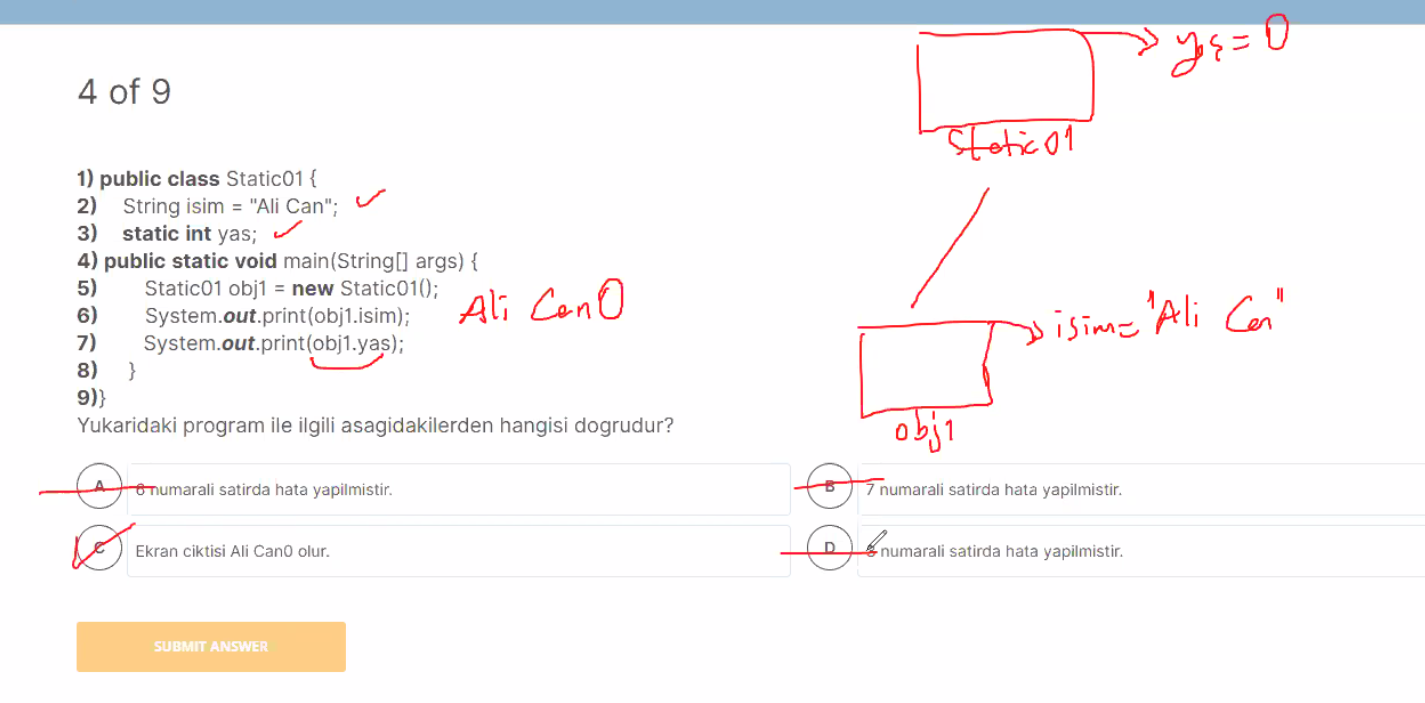 ys = 0
4 of 9
Static01
1) public class Static01 {
2) String isim = "Ali Can";
3) static int yas;
4) public static void main(String[] args) {
5) Static01 obj1 = new Static01();
6) System.out.print(obj1.isim);
Ali Can0
isim= "Ali Can"
7) System.out.print(obj1.yas);
8) }
9)}
obj1
Yukaridaki program ile ilgili asagidakilerden hangisi dogrudur?
A 6 numarali satirda hata yapilmistir.
B 7 numarali satirda hata yapilmistir.
C Ekran ciktisi Ali Can0 olur.
D numarali satirda hata yapilmistir.
SUBMIT ANSWER